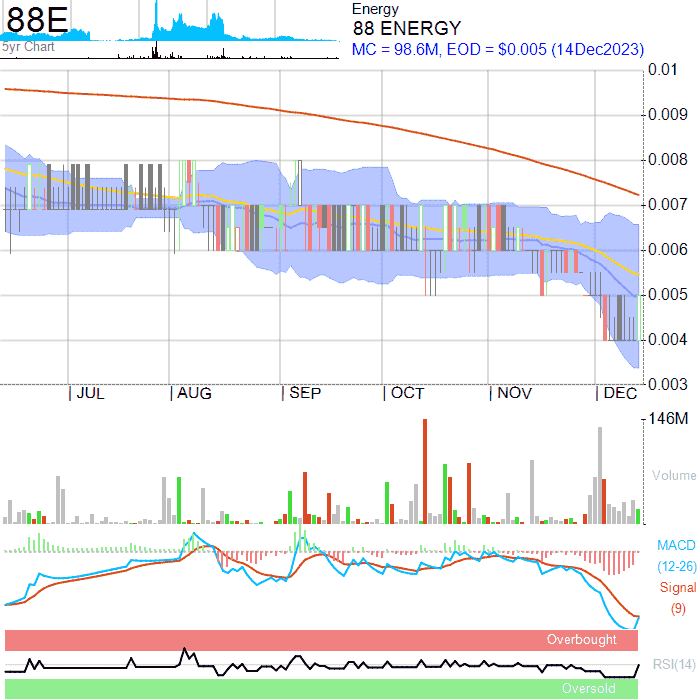 88E
5yr Chart
Energy
88 ENERGY
MC = 98.6M, EOD = $0.005 (14Dec2023)
0.01
0.009
0.008
0.007
0.006
0.005
0.004
0.003
JUL AUG SEP OCT NOV DEC
146M
Volume
MACD
(12-26)
Signal
(9)
Overbought
RSI(14)
Oversold